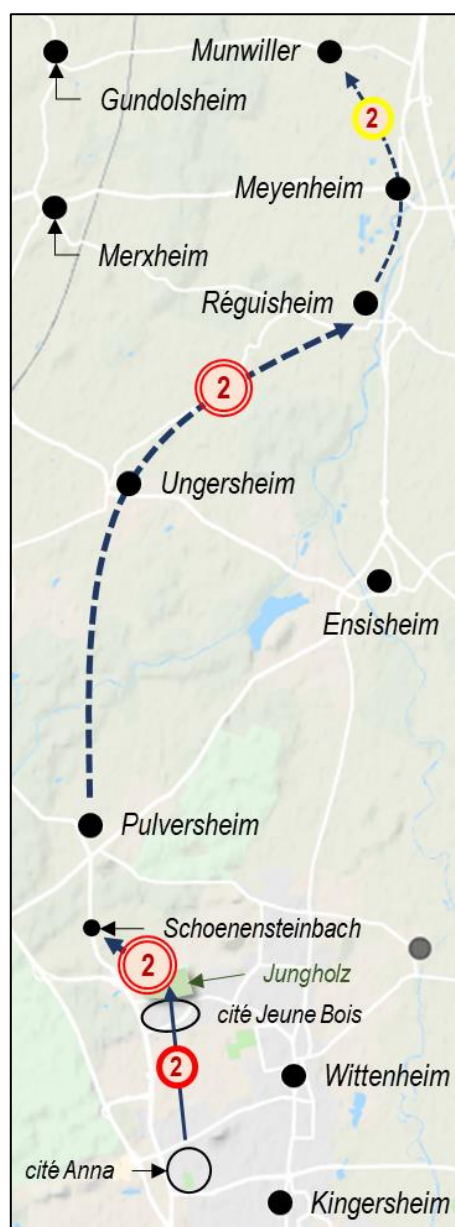 Munwiller
Gundolsheim
2
Meyenheim
Merxheim
Réguisheim
2
Ungersheim
Ensisheim
Pulversheim
Schoenensteinbach
2
Jungholz
cité Jeune Bois
2
Wittenheim
cité Anna
Kingersheim